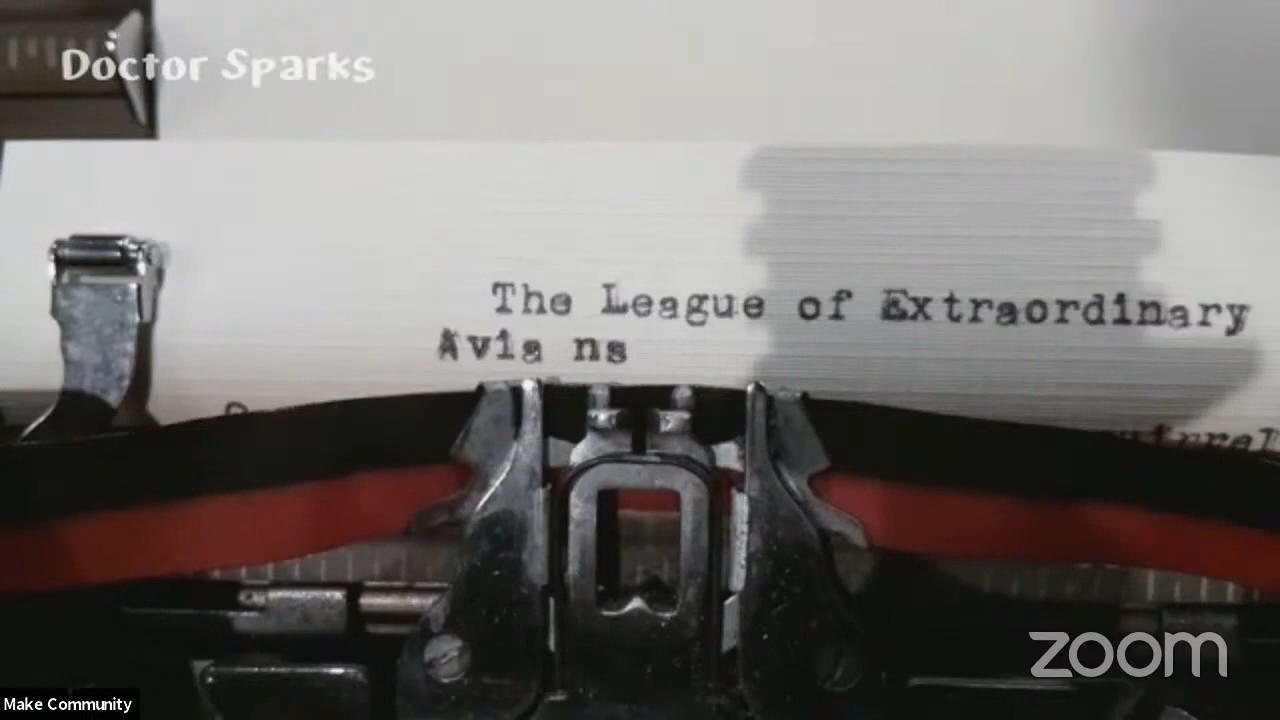 Doctor Sparks
The League of Extraordinary
Avia ns
zoom
Make Community